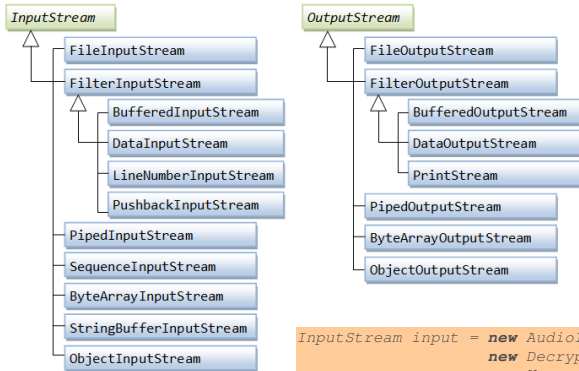 InputStream
FileInputStream
FilterInputStream
BufferedInputStream
DataInputStream
LineNumberInputStream
PushbackInputStream
PipedInputStream
SequenceInputStream
ByteArrayInputStream
StringBufferInputStream
ObjectInputStream
OutputStream
FileOutputStream
FilterOutputStream
BufferedOutputStream
DataOutputStream
PrintStream
PipedOutputStream
ByteArrayOutputStream
ObjectOutputStream
InputStream input = new
new Decryp